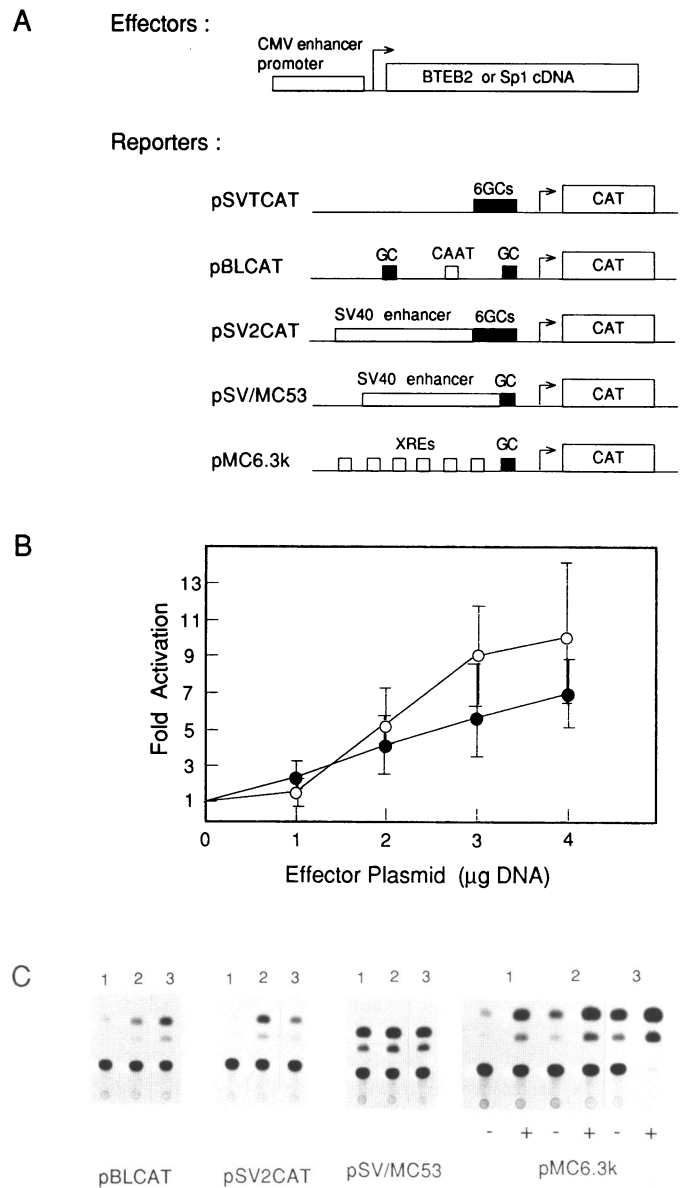 A
Effectors :
CMV enhancer
promoter
BTEB2 or Sp1 cDNA
Reporters :
pSVTCAT
6GCs
CAT
pBLCAT
GC
CAAT
GC
CAT
pSV2CAT
SV40 enhancer
6GCs
CAT
pSV/MC53
SV40 enhancer
GC
CAT
pMC6.3k
XREs
GC
CAT
B
Fold Activation
13
11
9
7
5
3
1
0 1 2 3 4
Effector Plasmid (μg DNA)
C
1 2 3
1 2 3
1 2 3
1 2 3
- + - + - +
pBLCAT
pSV2CAT
pSV/MC53
pMC6.3k